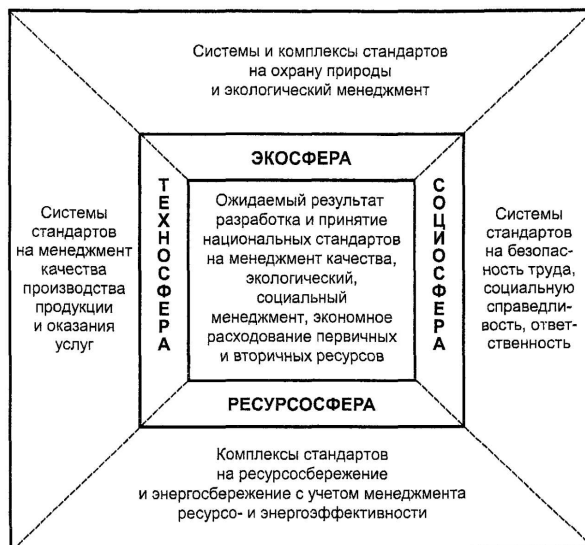 Системы и комплексы стандартов
на охрану природы
и экологический менеджмент
ЭКОСФЕРА
ТЕХНОСФЕРА
СОЦИОСФЕРА
Системы
стандартов
на менеджмент
качества
производства
продукции
и оказания
услуг
Ожидаемый результат
разработка и принятие
национальных стандартов
на менеджмент качества,
экологический,
социальный
менеджмент, экономное
расходование первичных
и вторичных ресурсов
Системы
стандартов
на безопас-
ность труда,
социальную
справедли-
вость, ответ-
ственность
РЕСУРСОСФЕРА
Комплексы стандартов
на ресурсосбережение
и энергосбережение с учетом менеджмента
ресурсо- и энергоэффективности